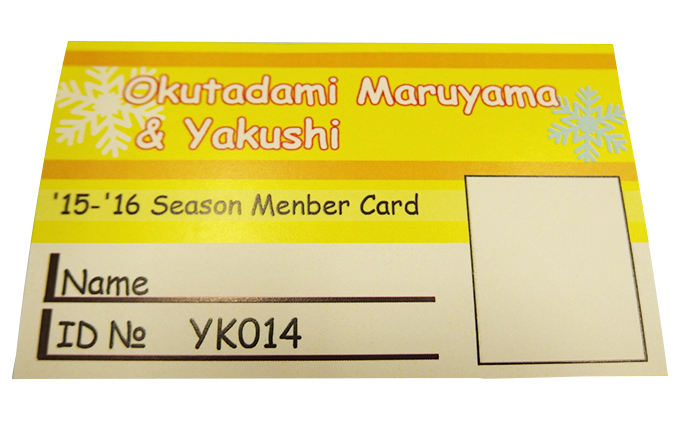 Okutadami Maruyama
& Yakushi
'15-'16 Season Menber Card
Name
ID № YK014